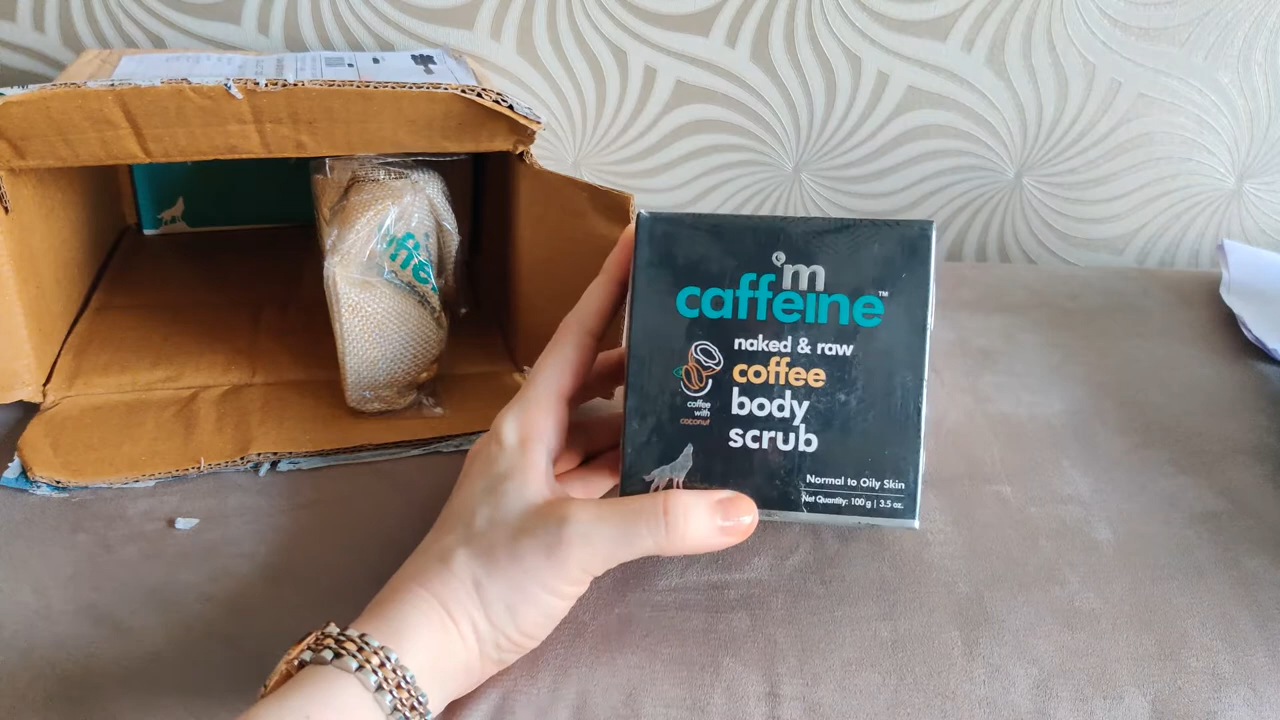 'm
caffeine™
naked & raw
coffee
body
scrub
coffee
with
coconut
Normal to Oily Skin
Net Quantity: 100 g | 3.5 oz.